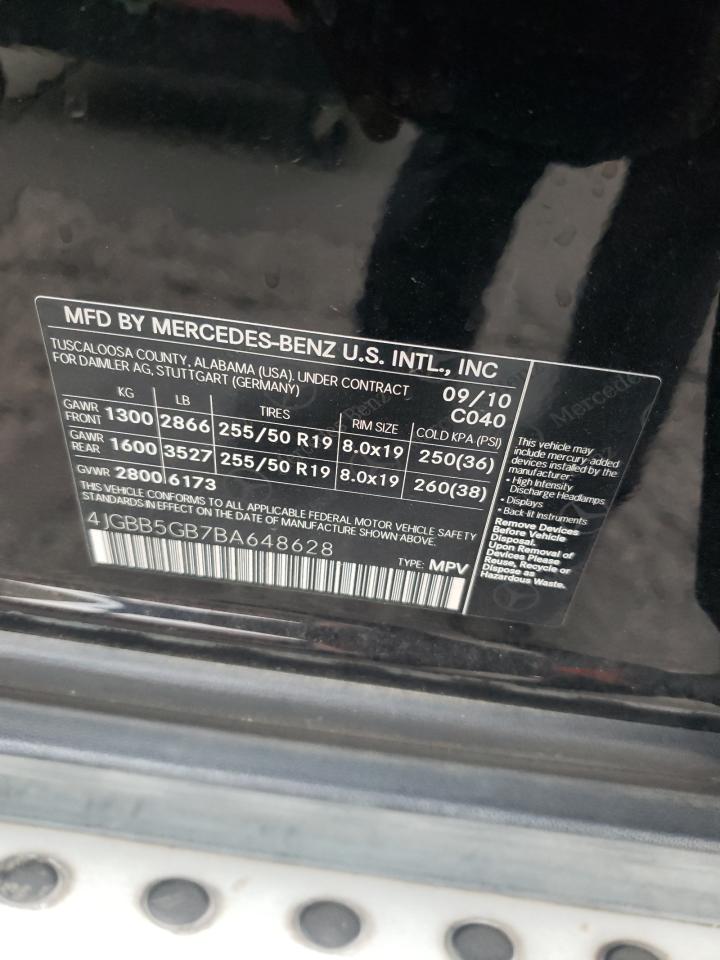 MFD BY MERCEDES-BENZ U.S. INTL., INC
TUSCALOOSA COUNTY, ALABAMA (USA). UNDER CONTRACT
FOR DAIMLER AG, STUTTGART (GERMANY)
09/10
C040
KG LB TIRES RIM SIZE COLD KPA (PSI)
GAWR FRONT 1300 2866 255/50 R19 8.0x19 250(36)
GAWR REAR 1600 3527 255/50 R19 8.0x19 260(38)
GVWR 2800 6173
THIS VEHICLE CONFORMS TO ALL APPLICABLE FEDERAL MOTOR VEHICLE SAFETY
STANDARDS IN EFFECT ON THE DATE OF MANUFACTURE SHOWN ABOVE.
4JGBB5GB7BA648628
TYPE: MPV
This vehicle may
include mercury-added
devices installed by the
manufacturer:
• High Intensity
Discharge Headlamps
• Displays
• Back-lit Instruments
Remove Devices
Before Vehicle
Disposal.
Upon Removal of
Devices Please
Reuse, Recycle or
Dispose as
Hazardous Waste.